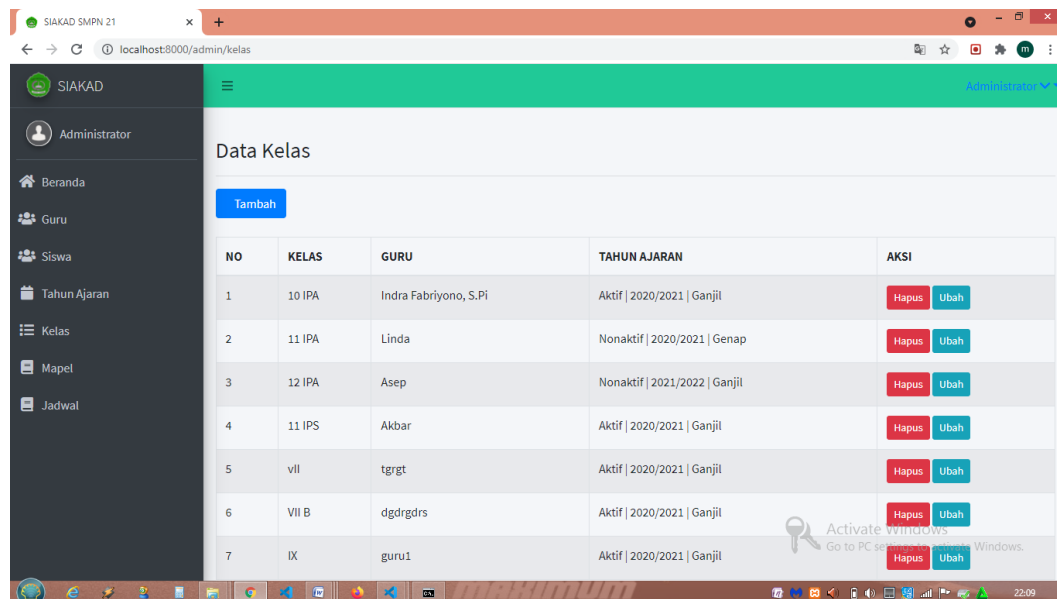 SIAKAD SMPN 21
localhost:8000/admin/kelas
m
SIAKAD
Administrator
Administrator
Beranda
Guru
Siswa
Tahun Ajaran
Kelas
Mapel
Jadwal
Data Kelas
Tambah
NO KELAS GURU TAHUN AJARAN AKSI
1 10 IPA Indra Fabriyono, S.Pi Aktif | 2020/2021 | Ganjil Hapus Ubah
2 11 IPA Linda Nonaktif | 2020/2021 | Genap Hapus Ubah
3 12 IPA Asep Nonaktif | 2021/2022 | Ganjil Hapus Ubah
4 11 IPS Akbar Aktif | 2020/2021 | Ganjil Hapus Ubah
5 vII tgrgt Aktif | 2020/2021 | Ganjil Hapus Ubah
6 VII B dgdrgdrs Aktif | 2020/2021 | Ganjil Hapus Ubah
7 IX guru1 Aktif | 2020/2021 | Ganjil Hapus Ubah
Activate Windows
Go to PC settings to activate Windows.
MAXIMUM
22:09